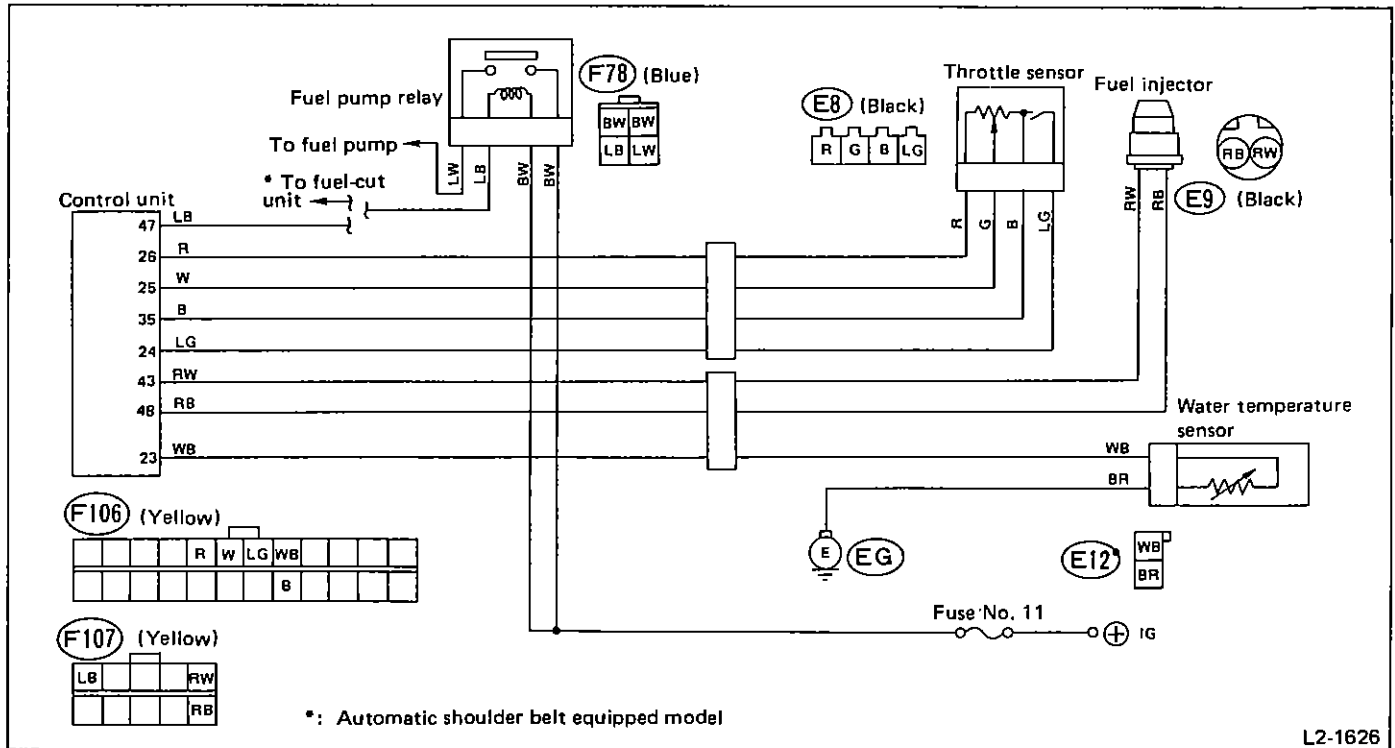 F78 (Blue)
Fuel pump relay
BW BW
LB LW
To fuel pump
* To fuel-cut
unit
LW
LB
BW
BW
E8 (Black)
R G B LG
Throttle sensor
R
G
B
LG
Fuel injector
RB RW
E9 (Black)
RW
RB
Control unit
47 LB
26 R
25 W
35 B
24 LG
43 RW
48 RB
23 WB
Water temperature
sensor
WB
BR
E EG
E12
WB
BR
F106 (Yellow)
R W LG WB
B
Fuse No. 11
+ IG
F107 (Yellow)
LB RW
RB
*: Automatic shoulder belt equipped model
L2-1626